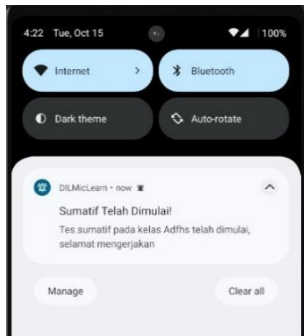 4:22 Tue, Oct 15 100%
Internet Bluetooth
Dark theme Auto-rotate
DILMicLearn • now
Sumatif Telah Dimulai!
Tes sumatif pada kelas Adfhs telah dimulai,
selamat mengerjakan
Manage Clear all